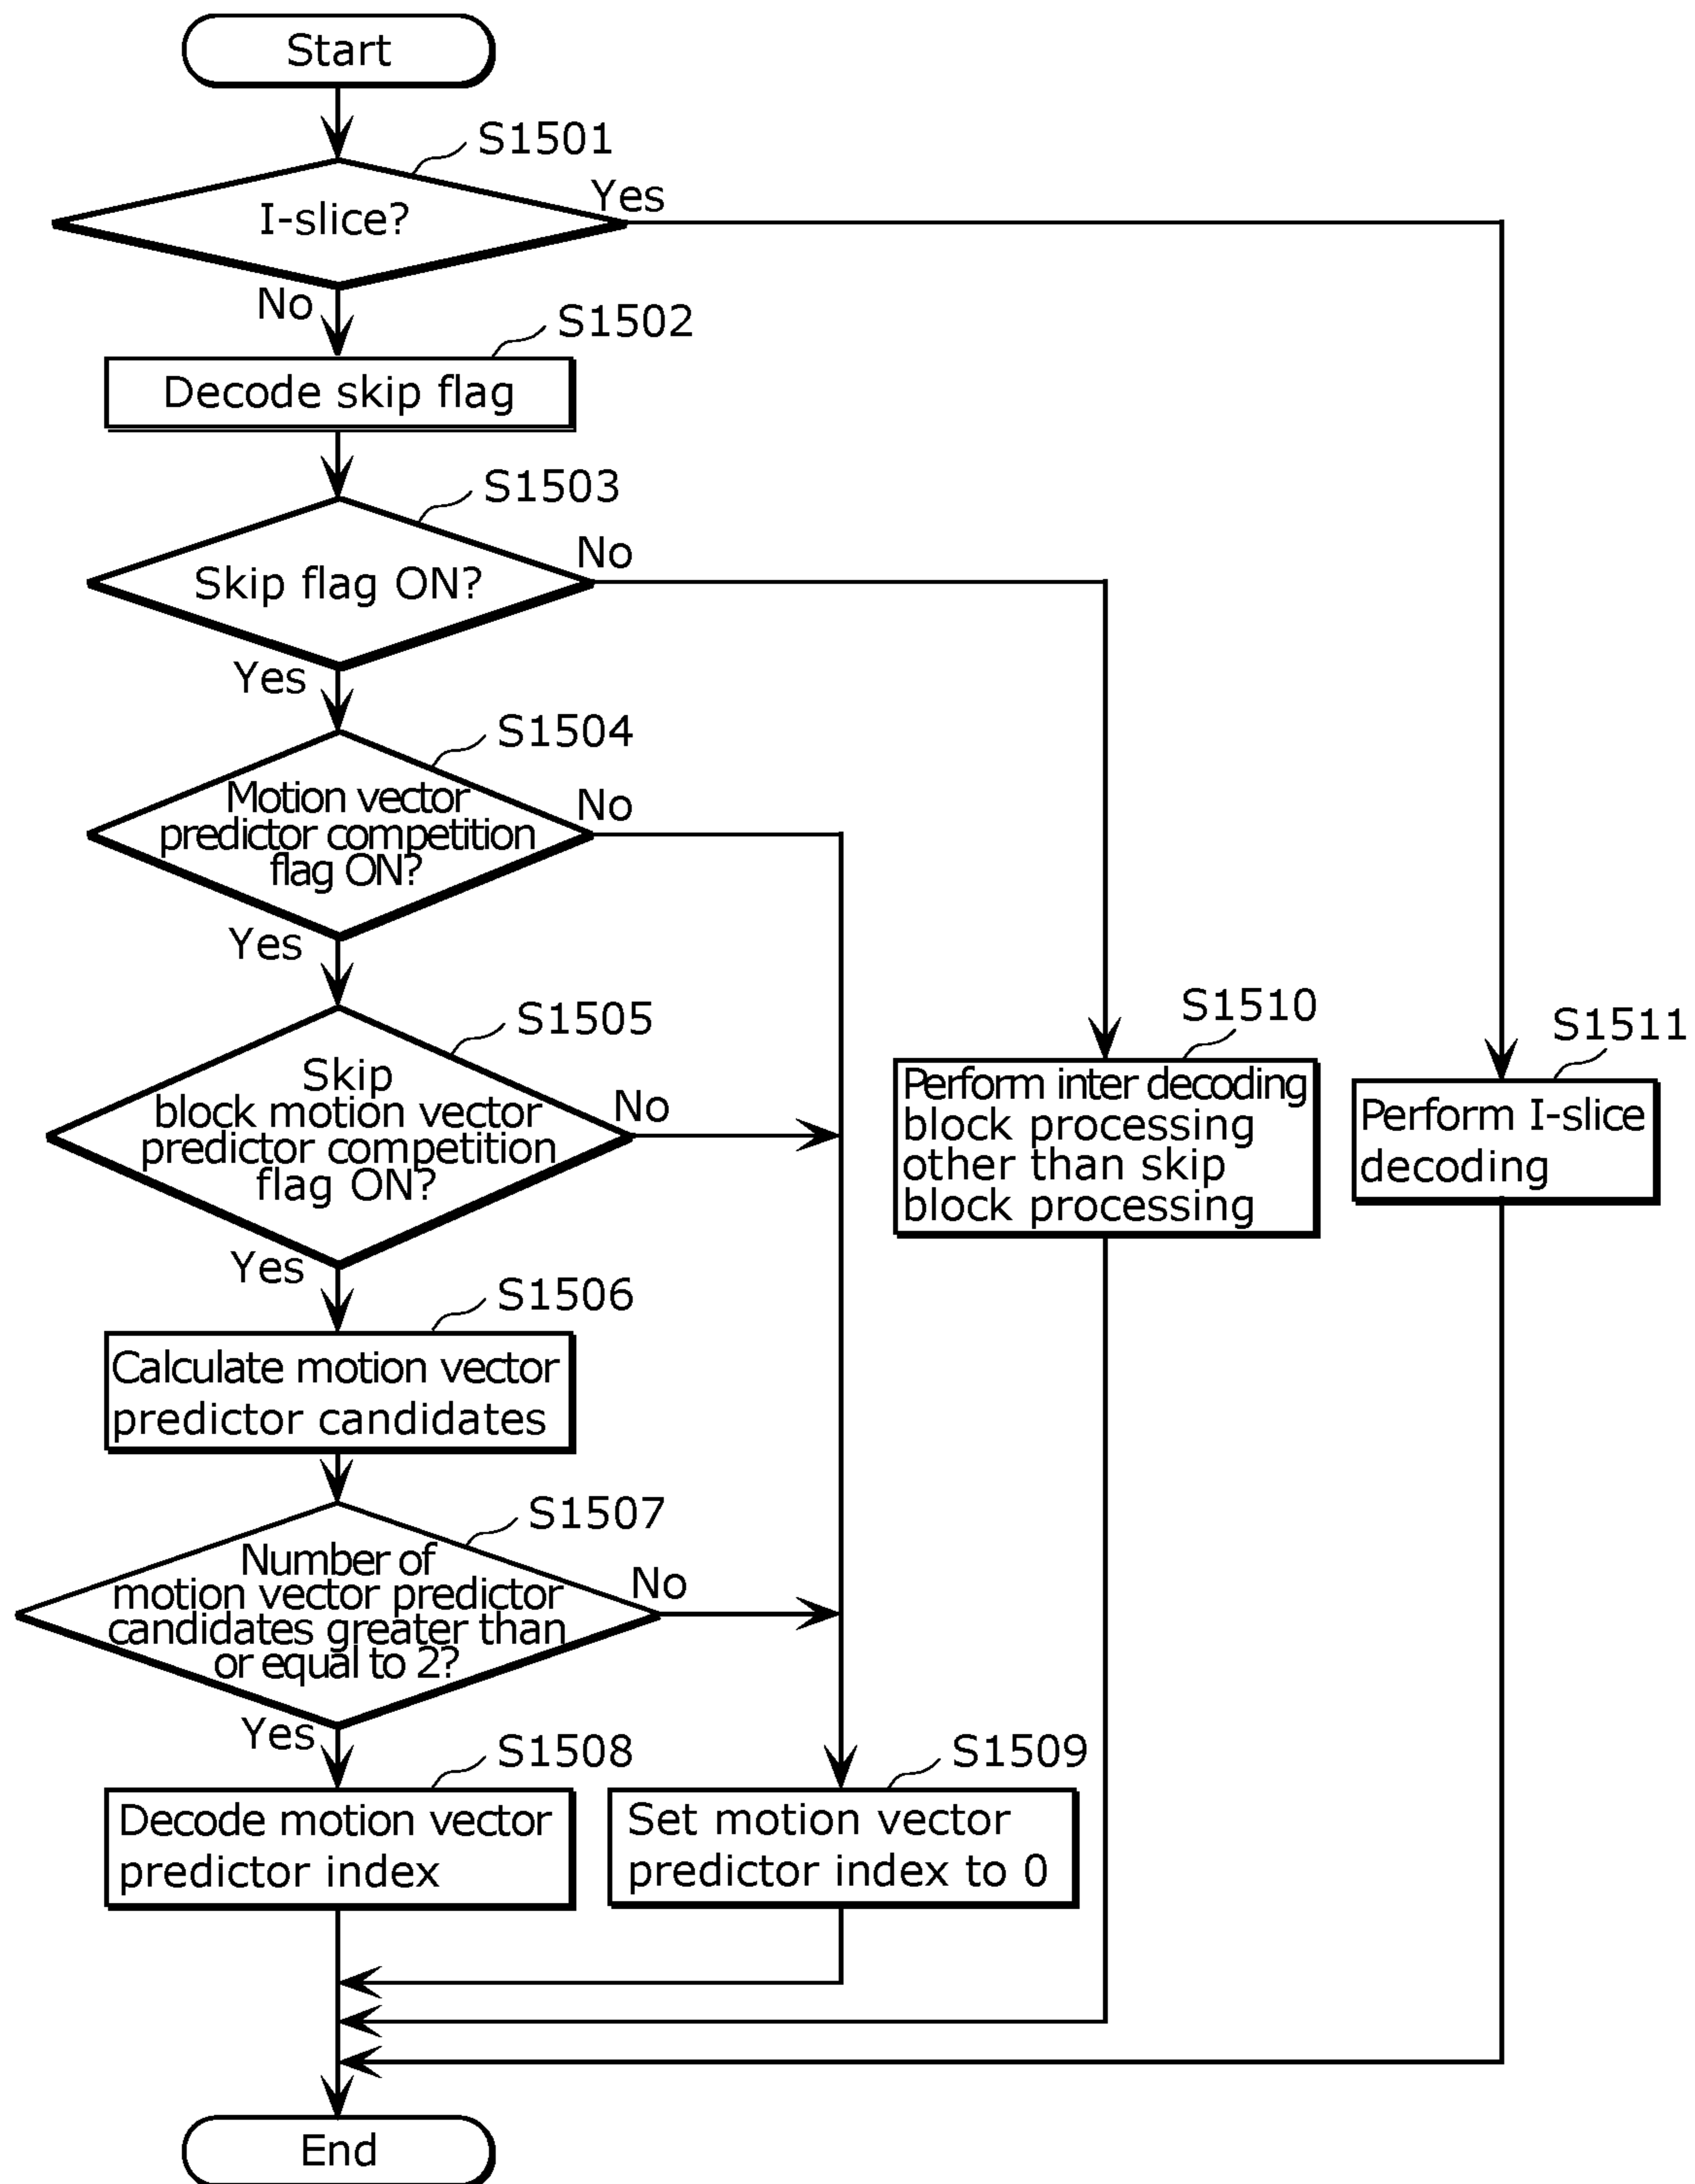 Start
S1501
I-slice?
Yes
No
S1502
Decode skip flag
S1503
Skip flag ON?
No
Yes
S1504
Motion vector
predictor competition
flag ON?
No
Yes
S1505
Skip
block motion vector
predictor competition
flag ON?
No
Yes
S1510
Perform inter decoding
block processing
other than skip
block processing
S1511
Perform I-slice
decoding
S1506
Calculate motion vector
predictor candidates
S1507
Number of
motion vector predictor
candidates greater than
or equal to 2?
No
Yes
S1508
Decode motion vector
predictor index
S1509
Set motion vector
predictor index to 0
End